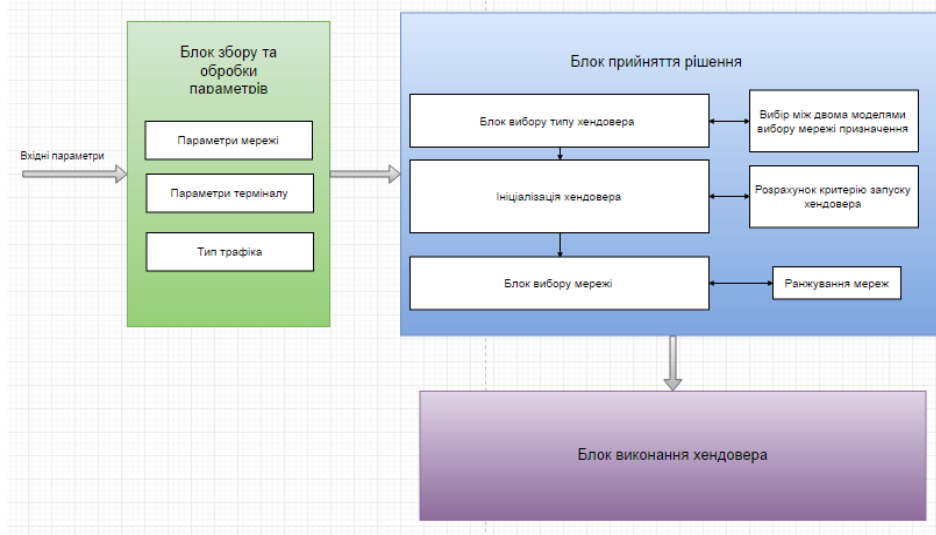 Вхідні параметри
Блок збору та
обробки
параметрів
Параметри мережі
Параметри терміналу
Тип трафіка
Блок прийняття рішення
Блок вибору типу хендовера
Вибір між двома моделями
вибору мережі призначення
Ініціалізація хендовера
Розрахунок критерію запуску
хендовера
Блок вибору мережі
Ранжування мереж
Блок виконання хендовера